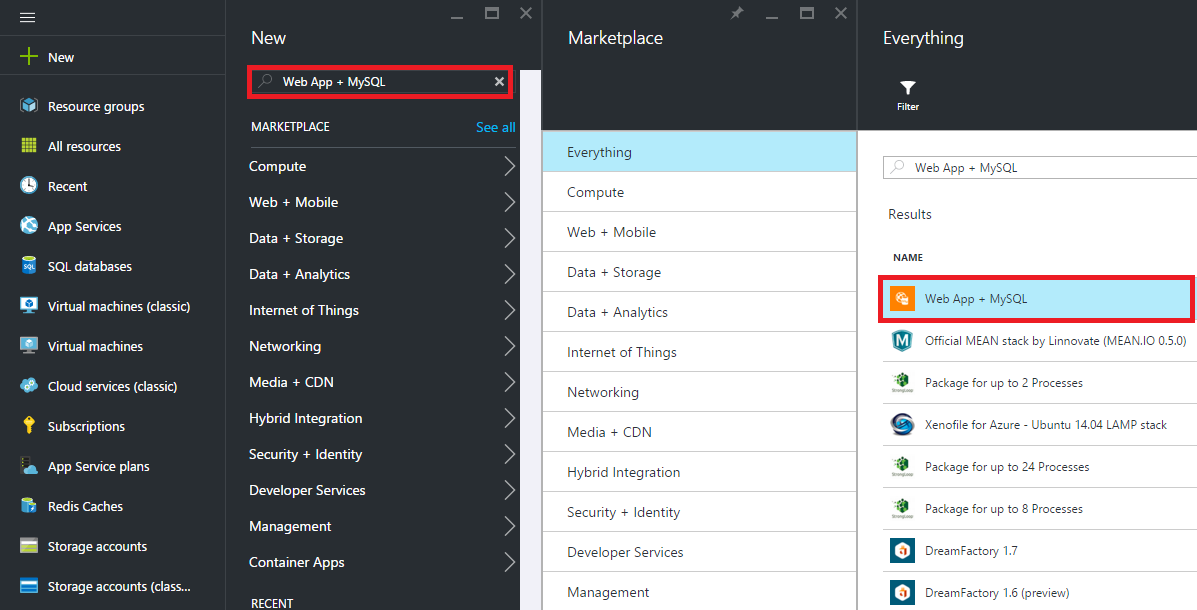 New
Resource groups
All resources
Recent
App Services
SQL databases
Virtual machines (classic)
Virtual machines
Cloud services (classic)
Subscriptions
App Service plans
Redis Caches
Storage accounts
Storage accounts (class...
New
Web App + MySQL
MARKETPLACE
See all
Compute
Web + Mobile
Data + Storage
Data + Analytics
Internet of Things
Networking
Media + CDN
Hybrid Integration
Security + Identity
Developer Services
Management
Container Apps
RECENT
Marketplace
Everything
Compute
Web + Mobile
Data + Storage
Data + Analytics
Internet of Things
Networking
Media + CDN
Hybrid Integration
Security + Identity
Developer Services
Management
Everything
Filter
Web App + MySQL
Results
NAME
Web App + MySQL
Official MEAN stack by Linnovate (MEAN.IO 0.5.0)
Package for up to 2 Processes
Xenofile for Azure - Ubuntu 14.04 LAMP stack
Package for up to 24 Processes
Package for up to 8 Processes
DreamFactory 1.7
DreamFactory 1.6 (preview)